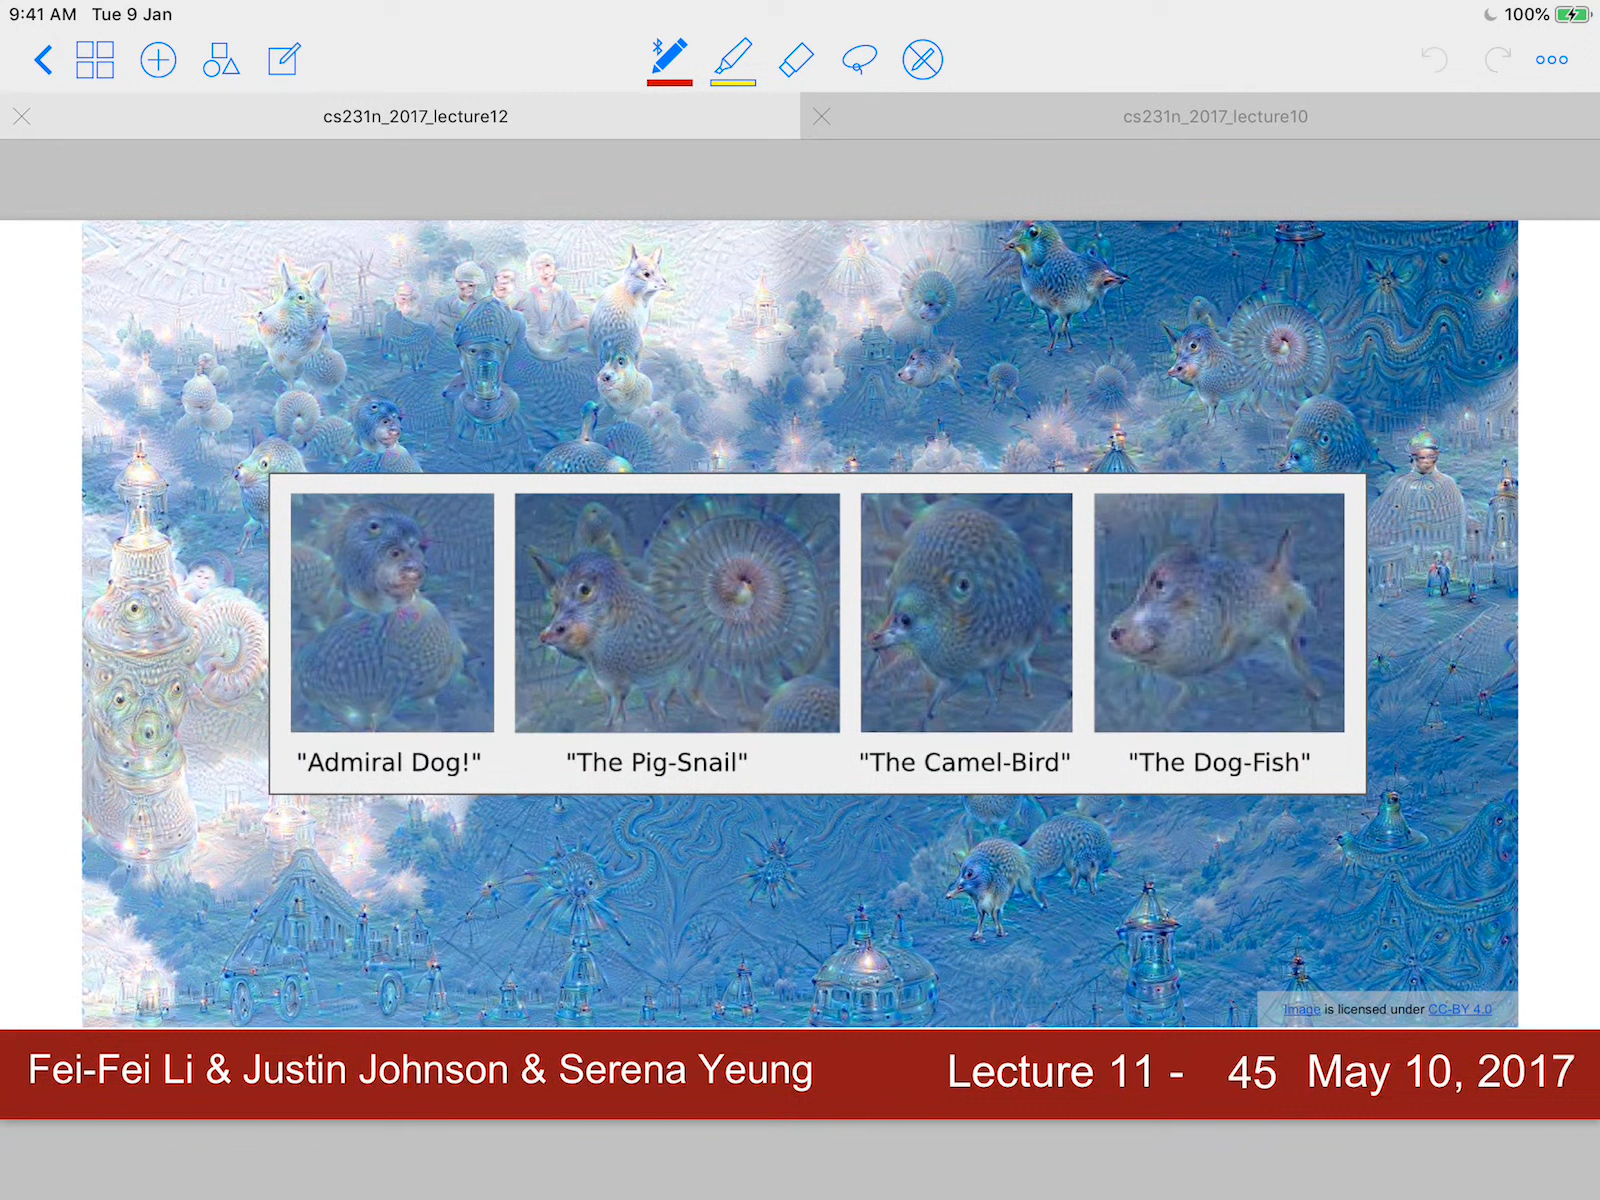 9:41 AM Tue 9 Jan
100%
cs231n_2017_lecture12
cs231n_2017_lecture10
"Admiral Dog!"
"The Pig-Snail"
"The Camel-Bird"
"The Dog-Fish"
Image is licensed under CC-BY 4.0
Fei-Fei Li & Justin Johnson & Serena Yeung
Lecture 11 - 45 May 10, 2017